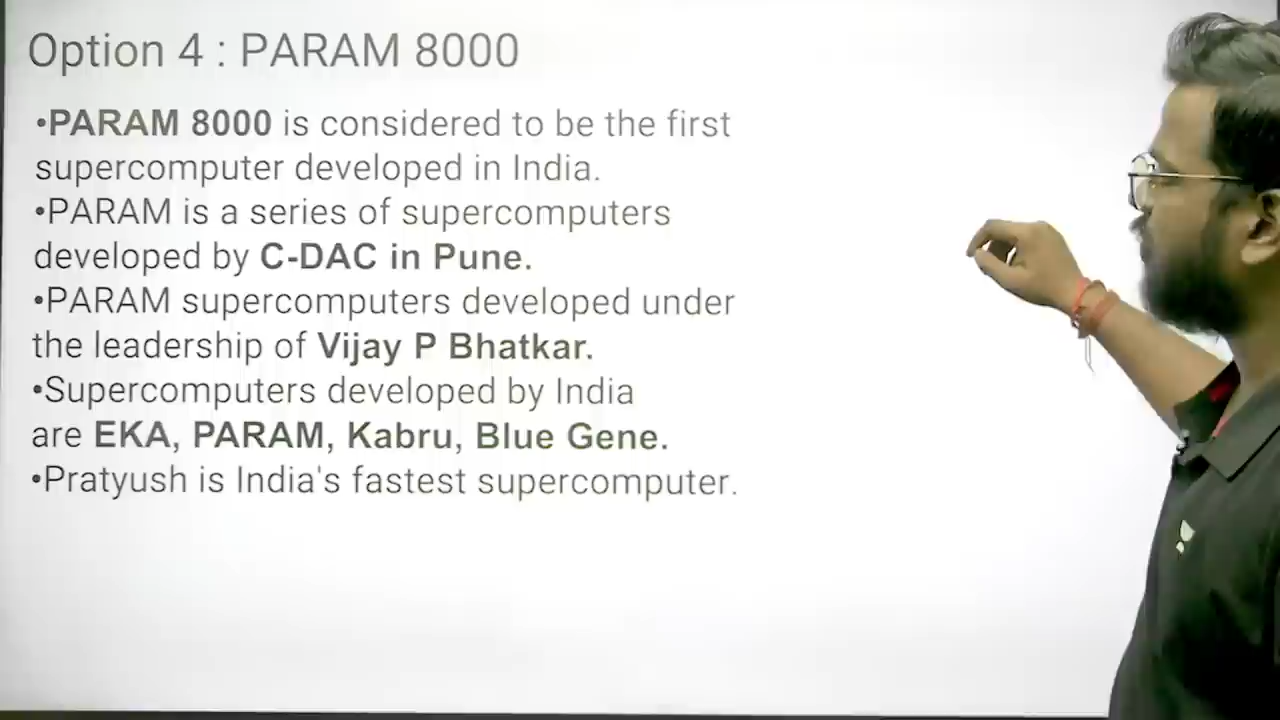 Option 4 : PARAM 8000
•PARAM 8000 is considered to be the first
supercomputer developed in India.
•PARAM is a series of supercomputers
developed by C-DAC in Pune.
•PARAM supercomputers developed under
the leadership of Vijay P Bhatkar.
•Supercomputers developed by India
are EKA, PARAM, Kabru, Blue Gene.
•Pratyush is India's fastest supercomputer.